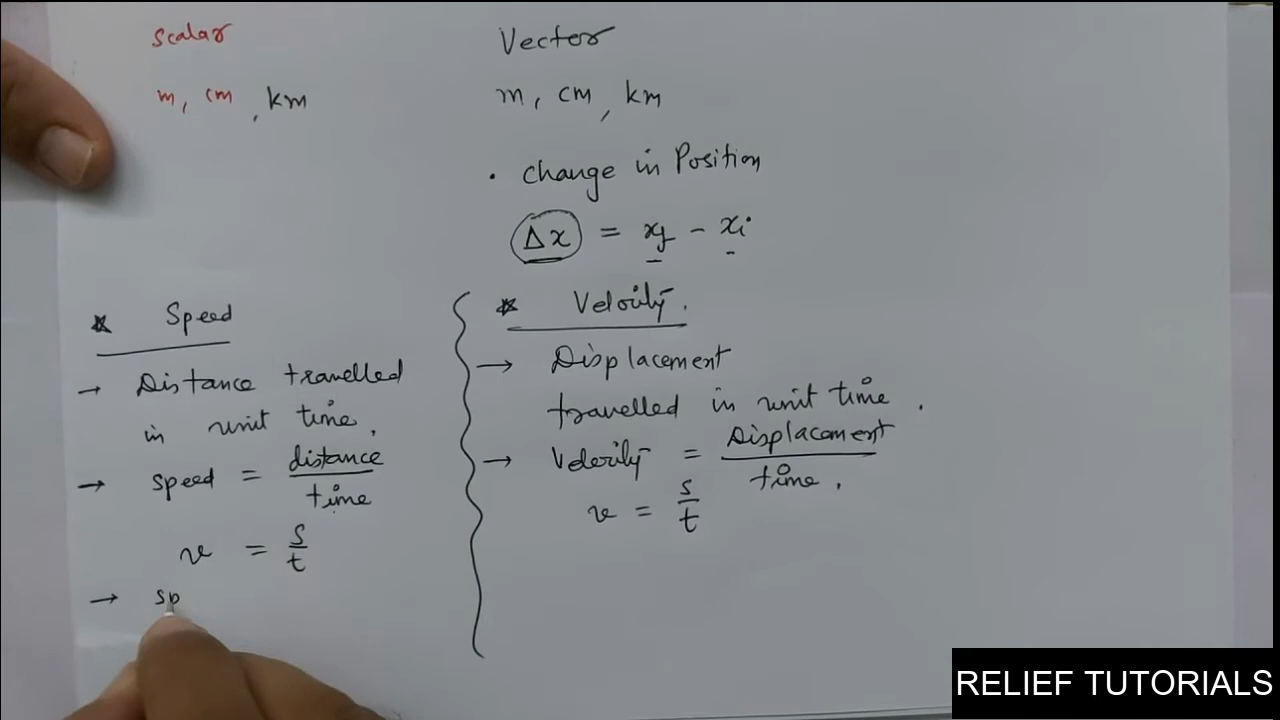 Scalar
m, cm, km
Vector
m, cm, km
• Change in Position
Δx = xf - xi
* Speed
→ Distance travelled
in unit time.
→ speed = distance/time
v = s/t
→ sp
* Velocity.
→ Displacement
travelled in unit time.
→ Velocity = Displacement/time.
v = s/t
RELIEF TUTORIALS